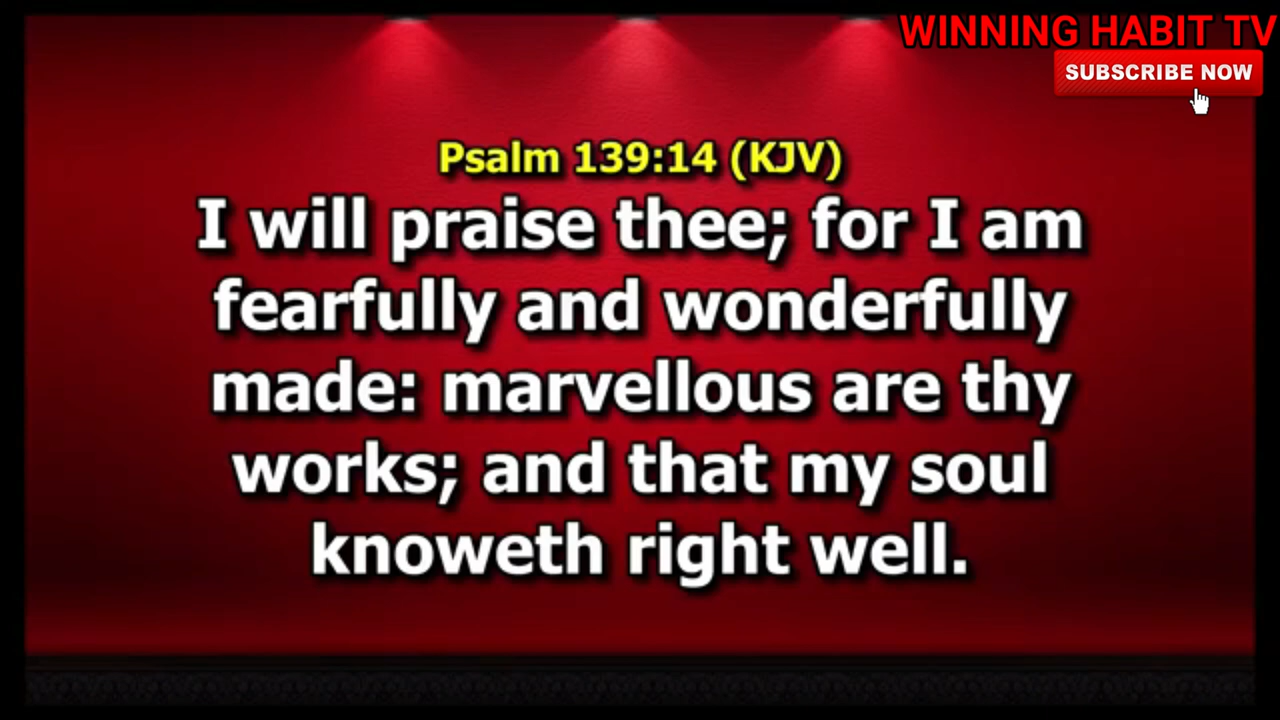 WINNING HABIT TV
SUBSCRIBE NOW
Psalm 139:14 (KJV)
I will praise thee; for I am
fearfully and wonderfully
made: marvellous are thy
works; and that my soul
knoweth right well.